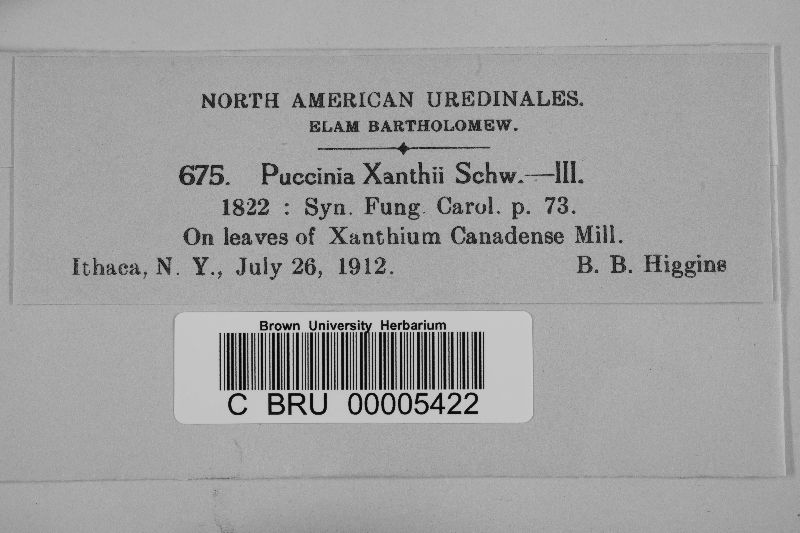 NORTH AMERICAN UREDINALES.
ELAM BARTHOLOMEW.
675. Puccinia Xanthii Schw.—III.
1822 : Syn. Fung. Carol. p. 73.
On leaves of Xanthium Canadense Mill.
Ithaca, N. Y., July 26, 1912. B. B. Higgins
Brown University Herbarium
C BRU 00005422